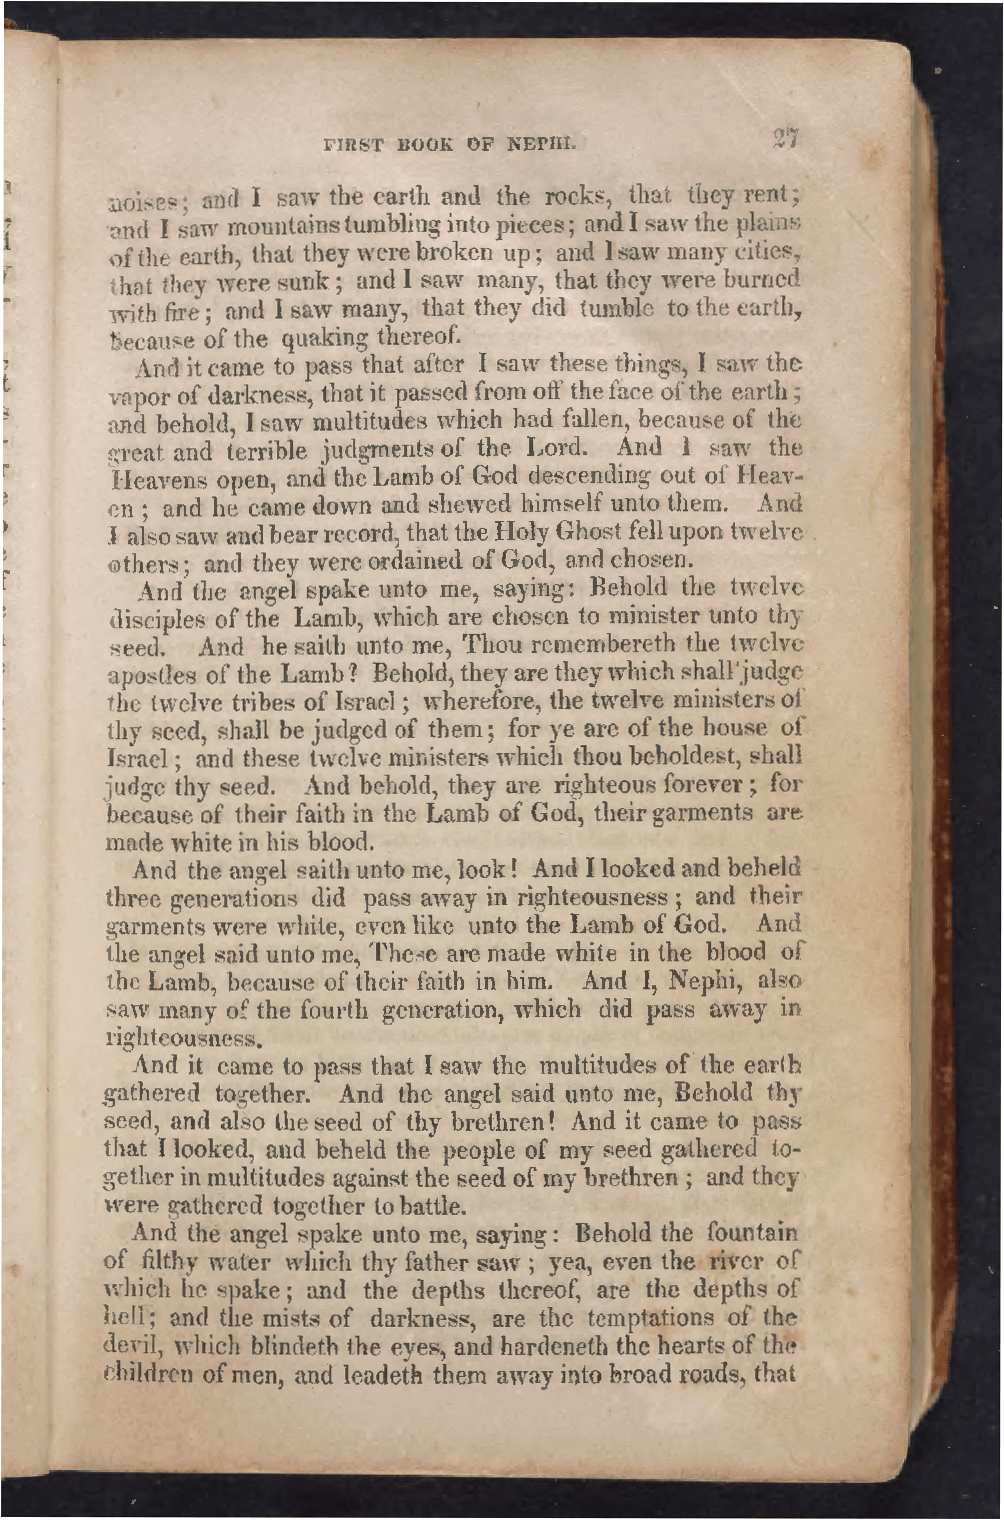 FIRST BOOK OF NEPHI. 27
noises; and I saw the earth and the rocks, that they rent;
and I saw mountains tumbling into pieces; and I saw the plains
of the earth, that they were broken up; and I saw many cities,
that they were sunk; and I saw many, that they were burned
with fire; and I saw many, that they did tumble to the earth,
because of the quaking thereof.
And it came to pass that after I saw these things, I saw the
vapor of darkness, that it passed from off the face of the earth;
and behold, I saw multitudes which had fallen, because of the
great and terrible judgments of the Lord. And I saw the
Heavens open, and the Lamb of God descending out of Heav-
en; and he came down and shewed himself unto them. And
I also saw and bear record, that the Holy Ghost fell upon twelve
others; and they were ordained of God, and chosen.
And the angel spake unto me, saying: Behold the twelve
disciples of the Lamb, which are chosen to minister unto thy
seed. And he saith unto me, Thou remembereth the twelve
apostles of the Lamb? Behold, they are they which shall judge
the twelve tribes of Israel; wherefore, the twelve ministers of
thy seed, shall be judged of them; for ye are of the house of
Israel; and these twelve ministers which thou beholdest, shall
judge thy seed. And behold, they are righteous forever; for
because of their faith in the Lamb of God, their garments are
made white in his blood.
And the angel saith unto me, look! And I looked and beheld
three generations did pass away in righteousness; and their
garments were white, even like unto the Lamb of God. And
the angel said unto me, These are made white in the blood of
the Lamb, because of their faith in him. And I, Nephi, also
saw many of the fourth generation, which did pass away in
righteousness.
And it came to pass that I saw the multitudes of the earth
gathered together. And the angel said unto me, Behold thy
seed, and also the seed of thy brethren! And it came to pass
that I looked, and beheld the people of my seed gathered to-
gether in multitudes against the seed of my brethren; and they
were gathered together to battle.
And the angel spake unto me, saying: Behold the fountain
of filthy water which thy father saw; yea, even the river of
which he spake; and the depths thereof, are the depths of
hell; and the mists of darkness, are the temptations of the
devil, which blindeth the eyes, and hardeneth the hearts of the
children of men, and leadeth them away into broad roads, that